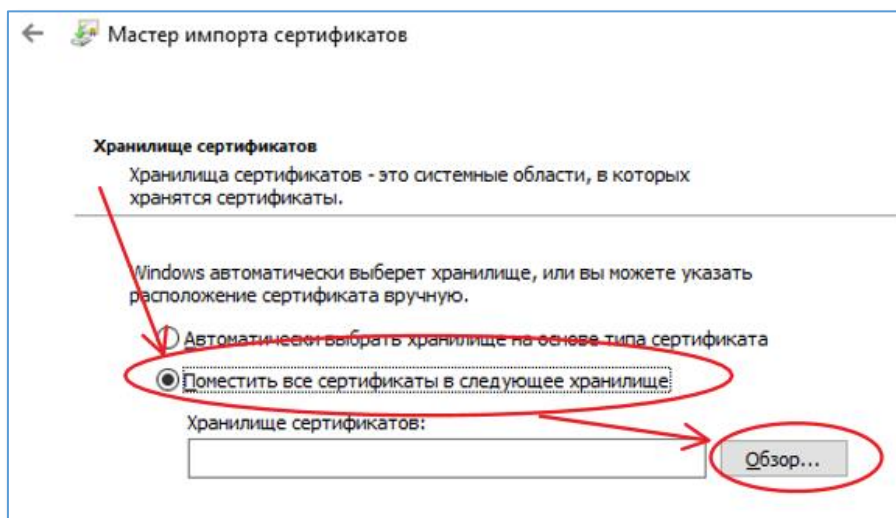 Мастер импорта сертификатов
Хранилище сертификатов
Хранилища сертификатов - это системные области, в которых
хранятся сертификаты.
Windows автоматически выберет хранилище, или вы можете указать
расположение сертификата вручную.
Автоматически выбрать хранилище на основе типа сертификата
Поместить все сертификаты в следующее хранилище
Хранилище сертификатов:
Обзор...